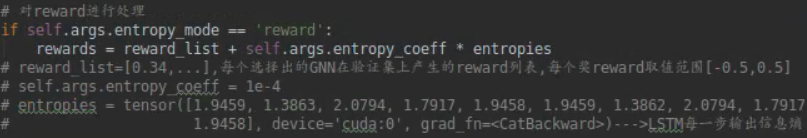 # 对reward进行处理
if self.args.entropy_mode == 'reward':
    rewards = reward_list + self.args.entropy_coeff * entropies
# reward_list=[0.34,...],每个选择出的GNN在验证集上产生的reward列表,每个奖reward取值范围[-0.5,0.5]
# self.args.entropy_coeff = 1e-4
# entropies = tensor([1.9459, 1.3863, 2.0794, 1.7917, 1.9458, 1.9459, 1.3862, 2.0794, 1.7917
#                     1.9458], device='cuda:0', grad_fn=<CatBackward>)--->LSTM每一步输出信息熵